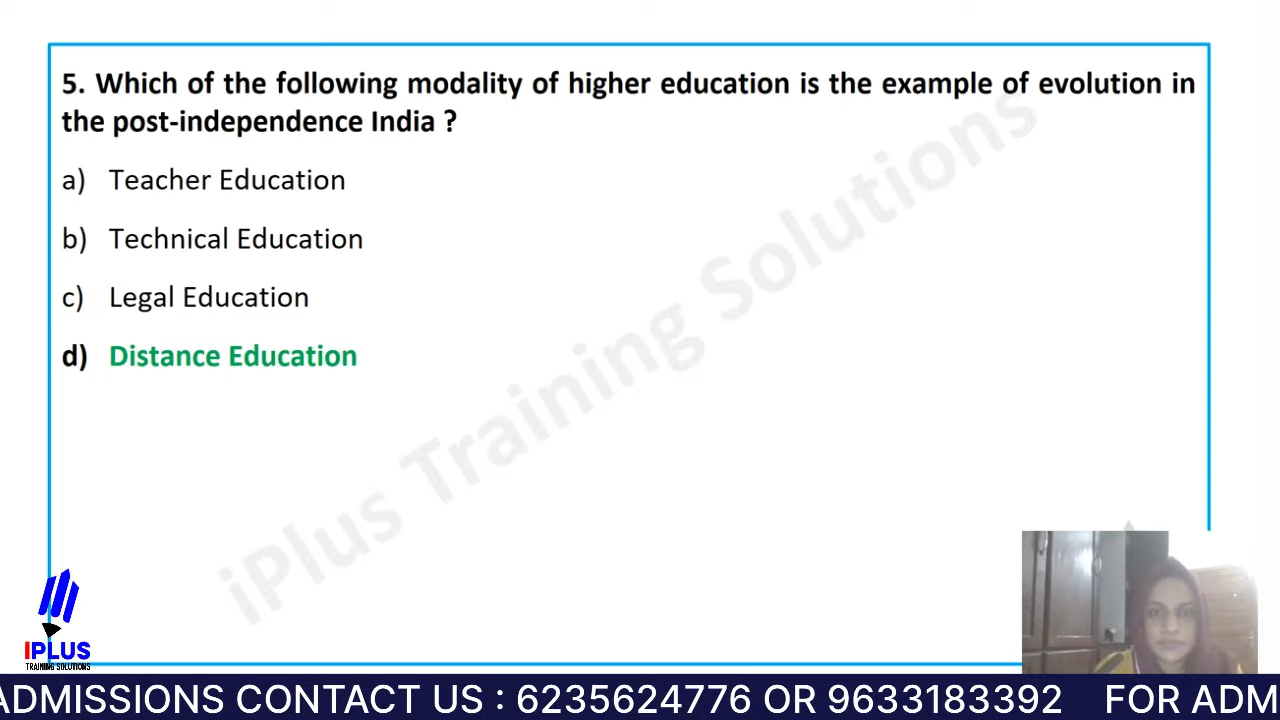 5. Which of the following modality of higher education is the example of evolution in
the post-independence India ?
a) Teacher Education
b) Technical Education
c) Legal Education
d) Distance Education
iPlus Training Solutions
IPLUS
TRAINING SOLUTIONS
ADMISSIONS CONTACT US : 6235624776 OR 9633183392 FOR ADM